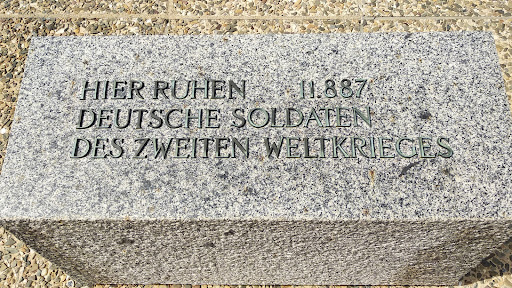 HIER RUHEN 11.887
DEUTSCHE SOLDATEN
DES ZWEITEN WELTKRIEGES